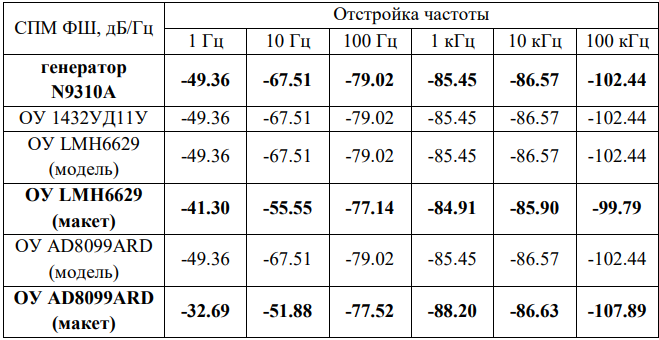 СПМ ФШ, дБ/Гц Отстройка частоты
1 Гц 10 Гц 100 Гц 1 кГц 10 кГц 100 кГц
генератор
N9310A -49.36 -67.51 -79.02 -85.45 -86.57 -102.44
ОУ 1432УД11У -49.36 -67.51 -79.02 -85.45 -86.57 -102.44
ОУ LMH6629
(модель) -49.36 -67.51 -79.02 -85.45 -86.57 -102.44
ОУ LMH6629
(макет) -41.30 -55.55 -77.14 -84.91 -85.90 -99.79
ОУ AD8099ARD
(модель) -49.36 -67.51 -79.02 -85.45 -86.57 -102.44
ОУ AD8099ARD
(макет) -32.69 -51.88 -77.52 -88.20 -86.63 -107.89